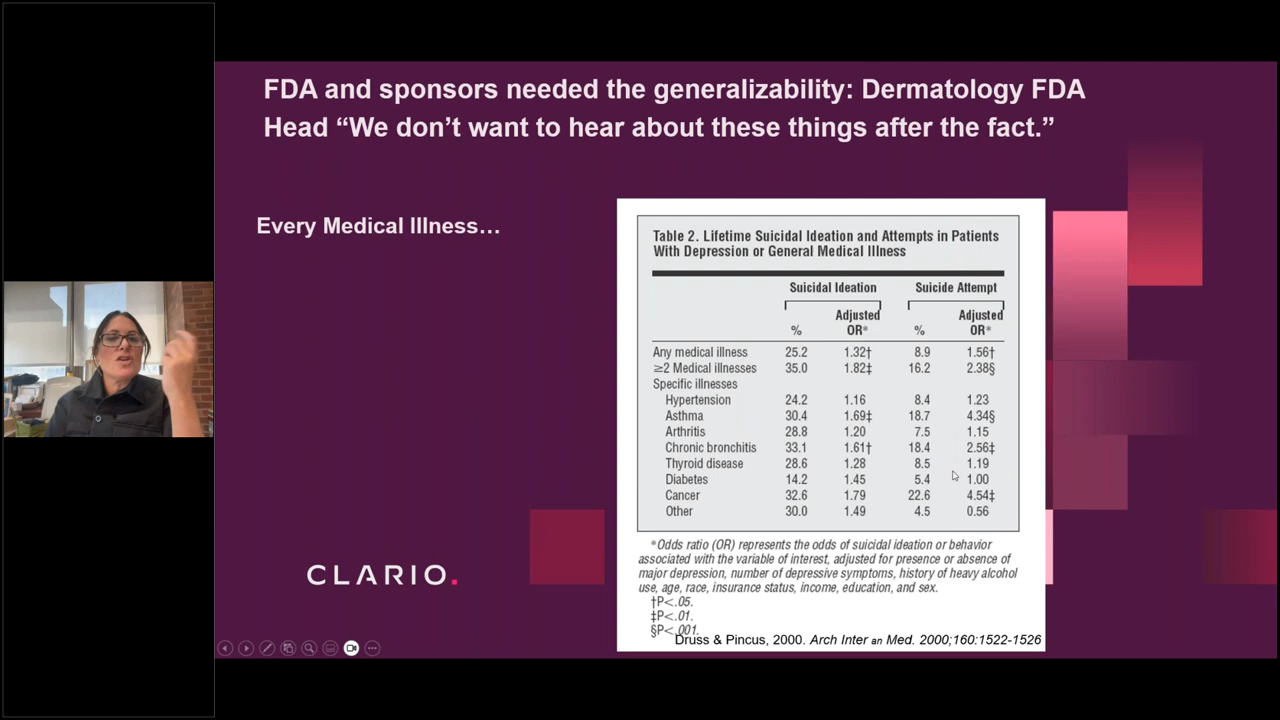 FDA and sponsors needed the generalizability: Dermatology FDA
Head “We don’t want to hear about these things after the fact.”
Every Medical Illness…
Table 2. Lifetime Suicidal Ideation and Attempts in Patients
With Depression or General Medical Illness
Suicidal Ideation Suicide Attempt
% Adjusted OR* % Adjusted OR*
Any medical illness 25.2 1.32† 8.9 1.56†
≥2 Medical illnesses 35.0 1.82‡ 16.2 2.38§
Specific illnesses
Hypertension 24.2 1.16 8.4 1.23
Asthma 30.4 1.69‡ 18.7 4.34§
Arthritis 28.8 1.20 7.5 1.15
Chronic bronchitis 33.1 1.61† 18.4 2.56‡
Thyroid disease 28.6 1.28 8.5 1.19
Diabetes 14.2 1.45 5.4 1.00
Cancer 32.6 1.79 22.6 4.54‡
Other 30.0 1.49 4.5 0.56
*Odds ratio (OR) represents the odds of suicidal ideation or behavior
associated with the variable of interest, adjusted for presence or absence of
major depression, number of depressive symptoms, history of heavy alcohol
use, age, race, insurance status, income, education, and sex.
†P<.05.
‡P<.01.
§P<.001.
Druss & Pincus, 2000. Arch Inter an Med. 2000;160:1522-1526
CLARIO.